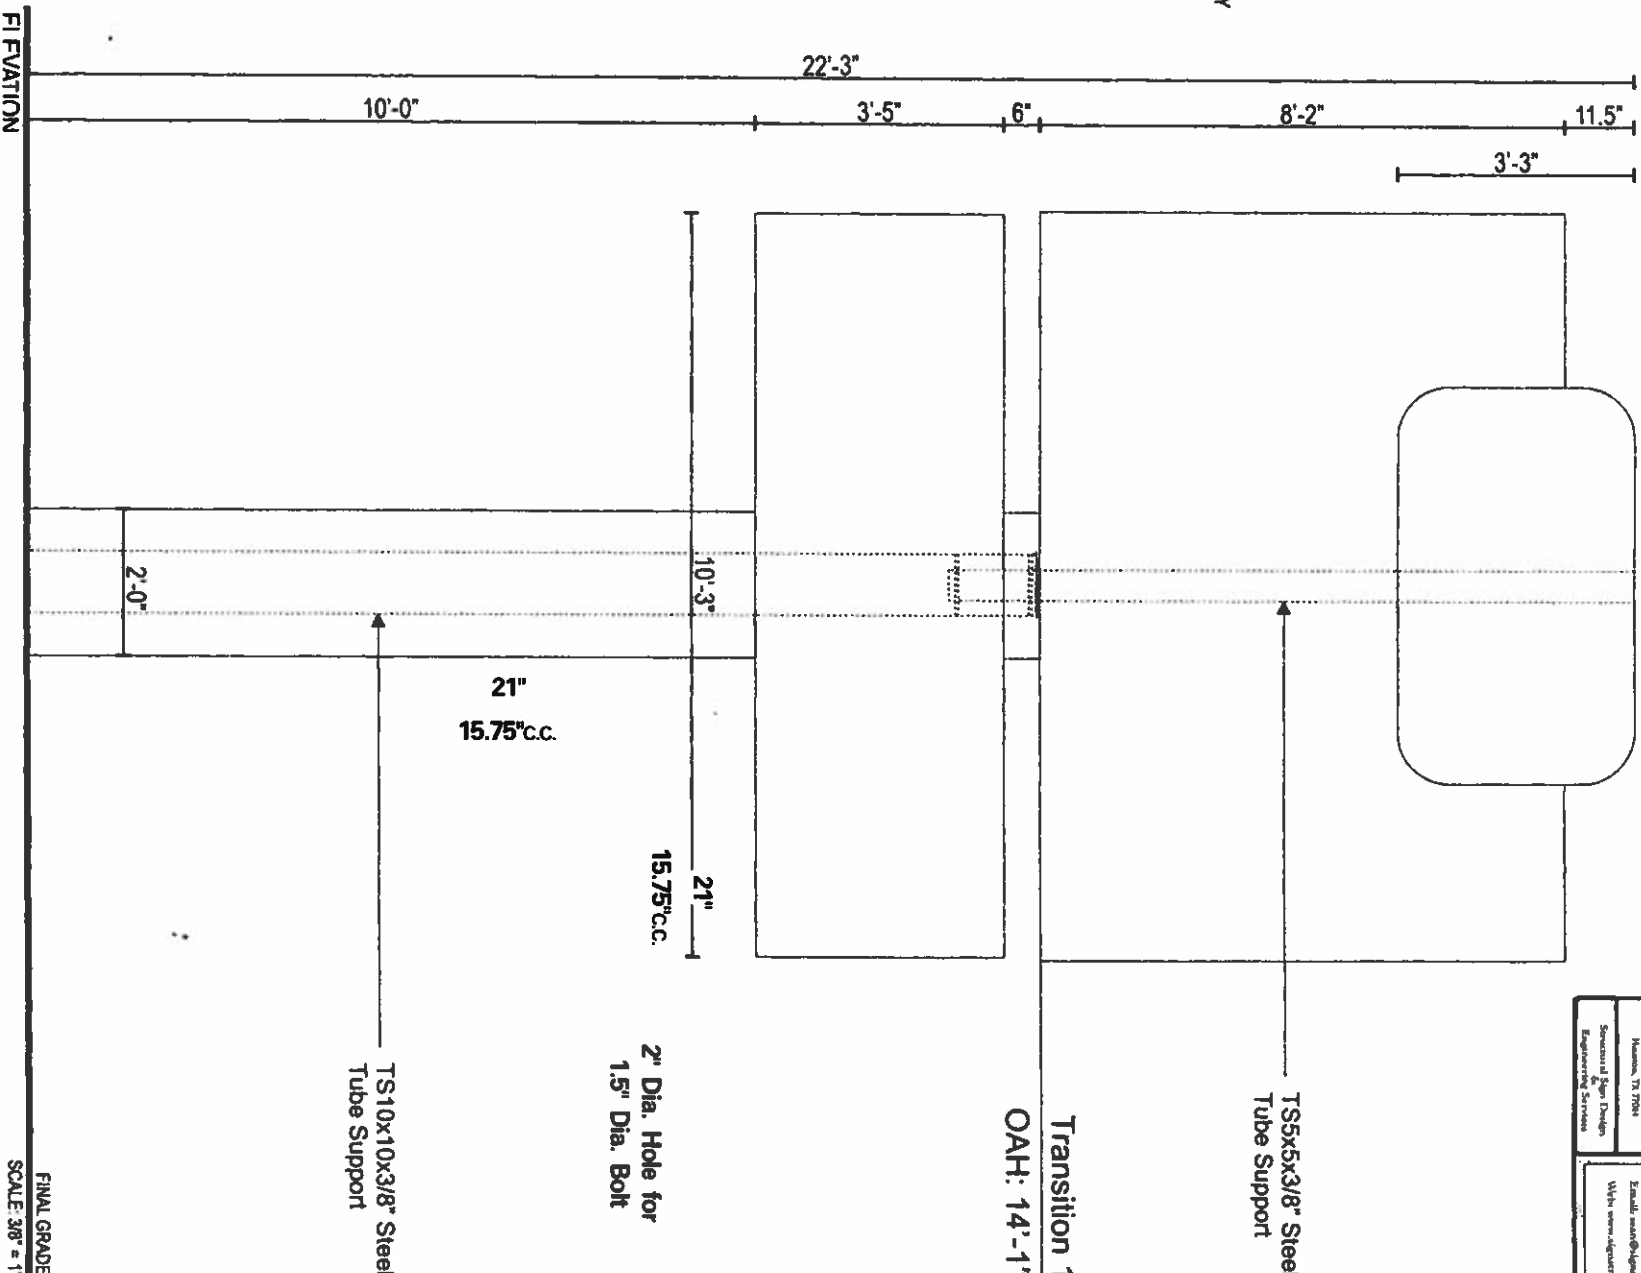 22'-3"
10'-0"
3'-5"
6"
8'-2"
11.5"
3'-3"
2'-0"
10'-3"
21"
15.75"c.c.
21"
15.75"c.c.
2" Dia. Hole for
1.5" Dia. Bolt
TS10x10x3/8" Steel
Tube Support
TS5x5x3/8" Steel
Tube Support
Transition 1
OAH: 14'-1"
Structural Sign Design
&
Engineering Services
FINAL GRADE
SCALE: 3/8" = 1'
ELEVATION